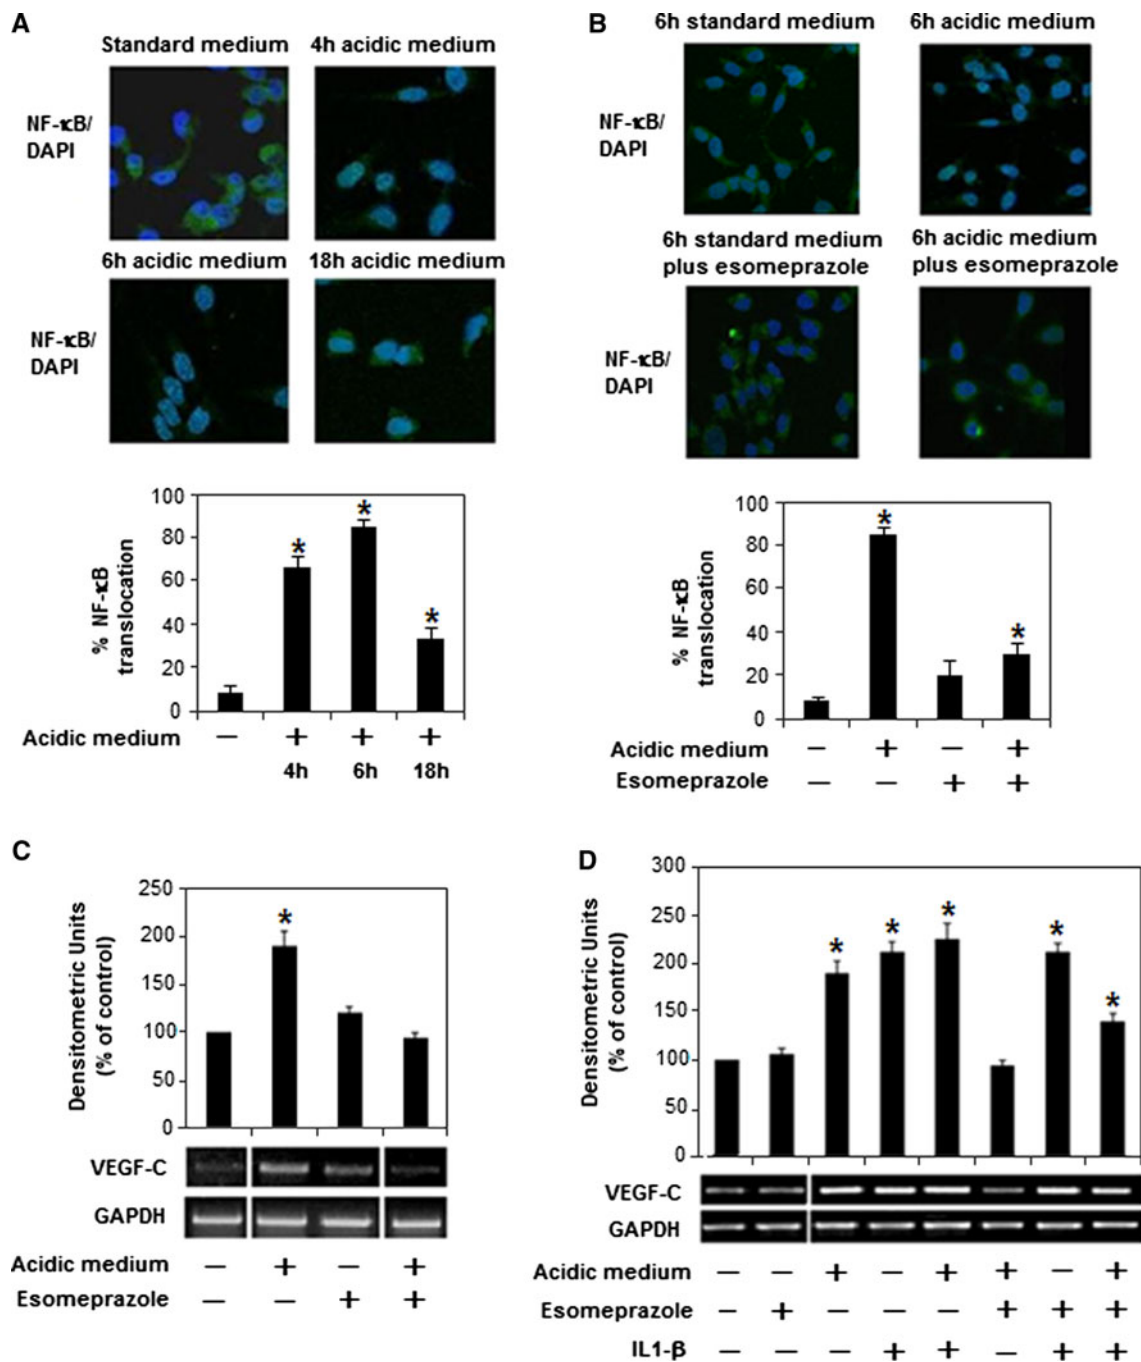 A
Standard medium
4h acidic medium
NF-κB/
DAPI
6h acidic medium
18h acidic medium
NF-κB/
DAPI
% NF-κB
translocation
100
80
60
40
20
0
*
*
*
Acidic medium
— + + +
4h 6h 18h
B
6h standard medium
6h acidic medium
NF-κB/
DAPI
6h standard medium
plus esomeprazole
6h acidic medium
plus esomeprazole
NF-κB/
DAPI
% NF-κB
translocation
100
80
60
40
20
0
*
*
Acidic medium — + — +
Esomeprazole — — + +
C
Densitometric Units
(% of control)
250
200
150
100
50
0
*
VEGF-C
GAPDH
Acidic medium — + — +
Esomeprazole — — + +
D
Densitometric Units
(% of control)
300
250
200
150
100
50
0
*
*
*
*
*
VEGF-C
GAPDH
Acidic medium — — + — + + — +
Esomeprazole — + — — — + + +
IL1-β — — — + + — + +